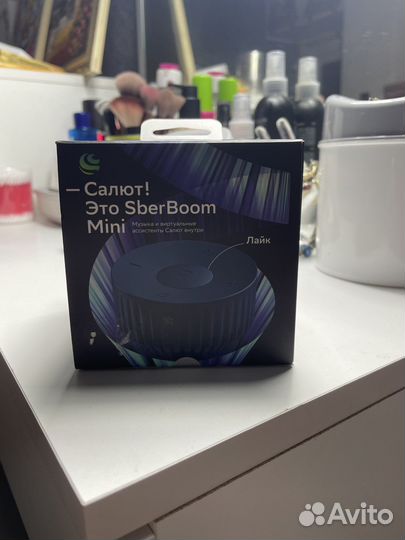 — Салют!
Это SberBoom
Mini
Музыка и виртуальные
ассистенты Салют внутри
Лайк
Avito